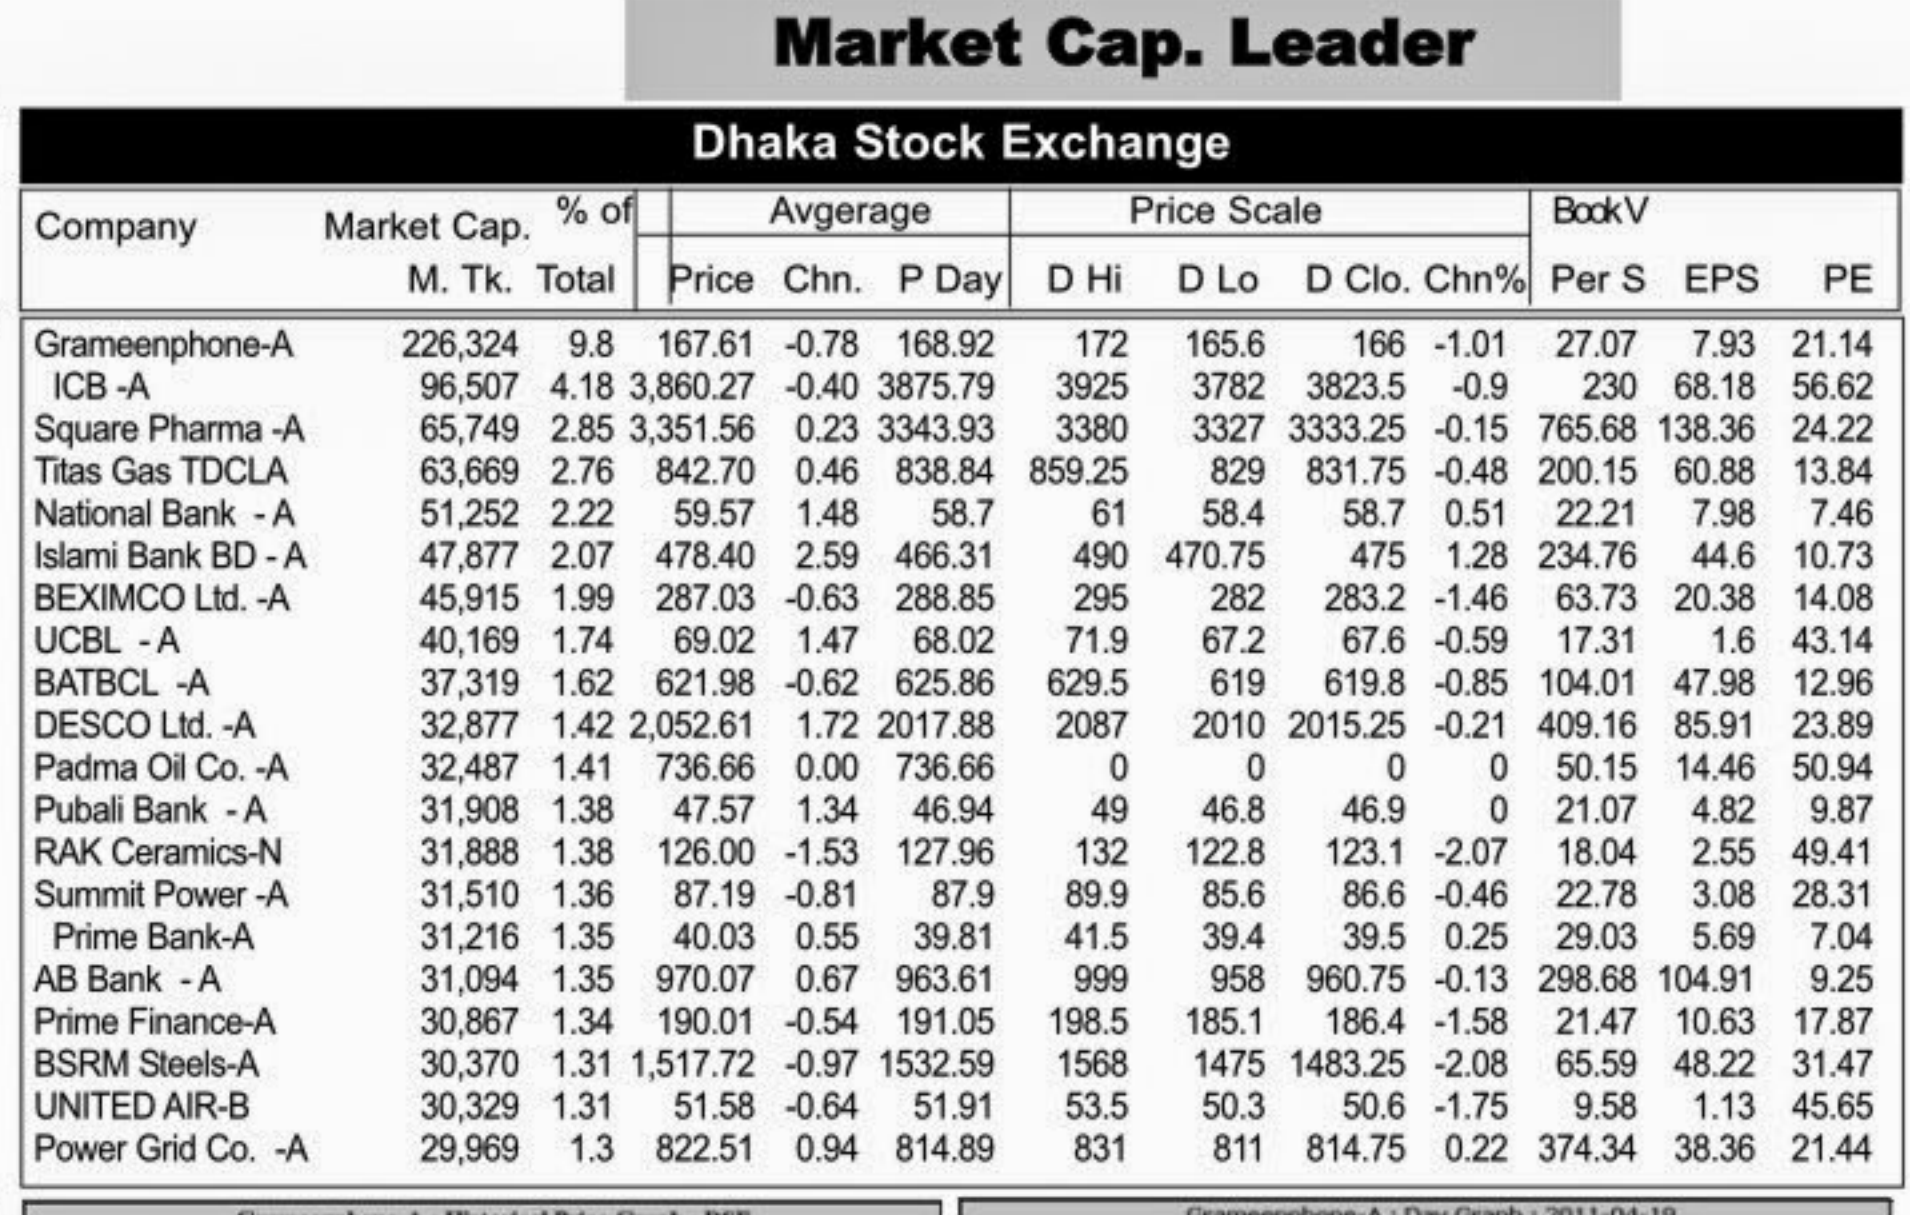 Market Cap. Leader
Dhaka Stock Exchange
Company Market Cap. % of Avgerage Price Scale BookV
M. Tk. Total Price Chn. P Day D Hi D Lo D Clo. Chn% Per S EPS PE
Grameenphone-A 226,324 9.8 167.61 -0.78 168.92 172 165.6 166 -1.01 27.07 7.93 21.14
ICB -A 96,507 4.18 3,860.27 -0.40 3875.79 3925 3782 3823.5 -0.9 230 68.18 56.62
Square Pharma -A 65,749 2.85 3,351.56 0.23 3343.93 3380 3327 3333.25 -0.15 765.68 138.36 24.22
Titas Gas TDCLA 63,669 2.76 842.70 0.46 838.84 859.25 829 831.75 -0.48 200.15 60.88 13.84
National Bank - A 51,252 2.22 59.57 1.48 58.7 61 58.4 58.7 0.51 22.21 7.98 7.46
Islami Bank BD - A 47,877 2.07 478.40 2.59 466.31 490 470.75 475 1.28 234.76 44.6 10.73
BEXIMCO Ltd. -A 45,915 1.99 287.03 -0.63 288.85 295 282 283.2 -1.46 63.73 20.38 14.08
UCBL - A 40,169 1.74 69.02 1.47 68.02 71.9 67.2 67.6 -0.59 17.31 1.6 43.14
BATBCL -A 37,319 1.62 621.98 -0.62 625.86 629.5 619 619.8 -0.85 104.01 47.98 12.96
DESCO Ltd. -A 32,877 1.42 2,052.61 1.72 2017.88 2087 2010 2015.25 -0.21 409.16 85.91 23.89
Padma Oil Co. -A 32,487 1.41 736.66 0.00 736.66 0 0 0 0 50.15 14.46 50.94
Pubali Bank - A 31,908 1.38 47.57 1.34 46.94 49 46.8 46.9 0 21.07 4.82 9.87
RAK Ceramics-N 31,888 1.38 126.00 -1.53 127.96 132 122.8 123.1 -2.07 18.04 2.55 49.41
Summit Power -A 31,510 1.36 87.19 -0.81 87.9 89.9 85.6 86.6 -0.46 22.78 3.08 28.31
Prime Bank-A 31,216 1.35 40.03 0.55 39.81 41.5 39.4 39.5 0.25 29.03 5.69 7.04
AB Bank - A 31,094 1.35 970.07 0.67 963.61 999 958 960.75 -0.13 298.68 104.91 9.25
Prime Finance-A 30,867 1.34 190.01 -0.54 191.05 198.5 185.1 186.4 -1.58 21.47 10.63 17.87
BSRM Steels-A 30,370 1.31 1,517.72 -0.97 1532.59 1568 1475 1483.25 -2.08 65.59 48.22 31.47
UNITED AIR-B 30,329 1.31 51.58 -0.64 51.91 53.5 50.3 50.6 -1.75 9.58 1.13 45.65
Power Grid Co. -A 29,969 1.3 822.51 0.94 814.89 831 811 814.75 0.22 374.34 38.36 21.44
Grameenphone-A : Day Graph : 2011-04-19